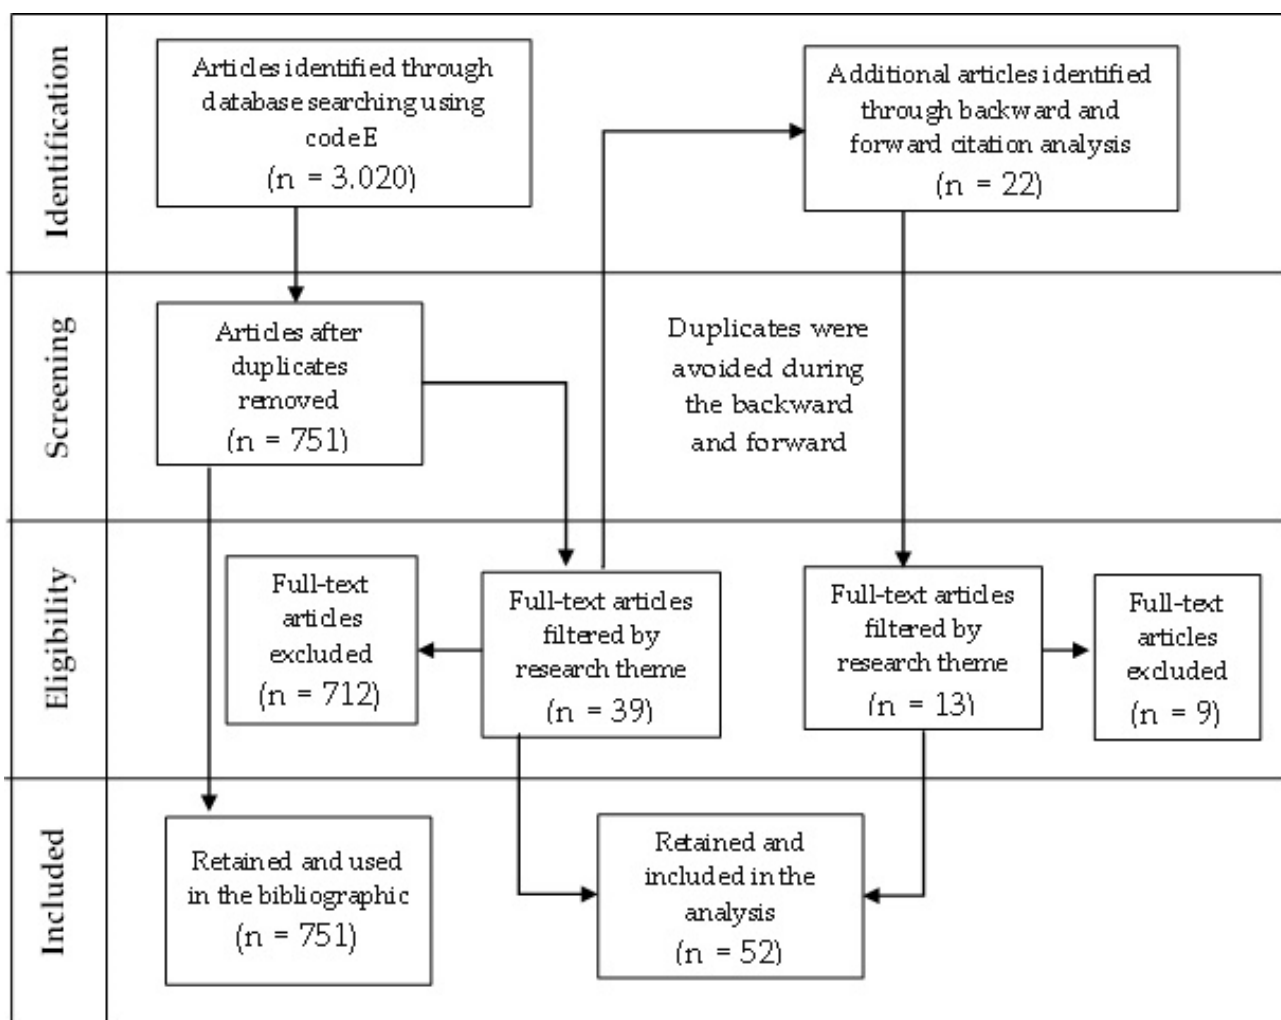 Identification
Articles identified through
database searching using
codeE
(n = 3.020)
Additional articles identified
through backward and
forward citation analysis
(n = 22)
Screening
Articles after
duplicates
removed
(n = 751)
Duplicates were
avoided during
the backward
and forward
Eligibility
Full-text
articles
excluded
(n = 712)
Full-text articles
filtered by
research theme
(n = 39)
Full-text articles
filtered by
research theme
(n = 13)
Full-text
articles
excluded
(n = 9)
Included
Retained and used
in the bibliographic
(n = 751)
Retained and
included in the
analysis
(n = 52)